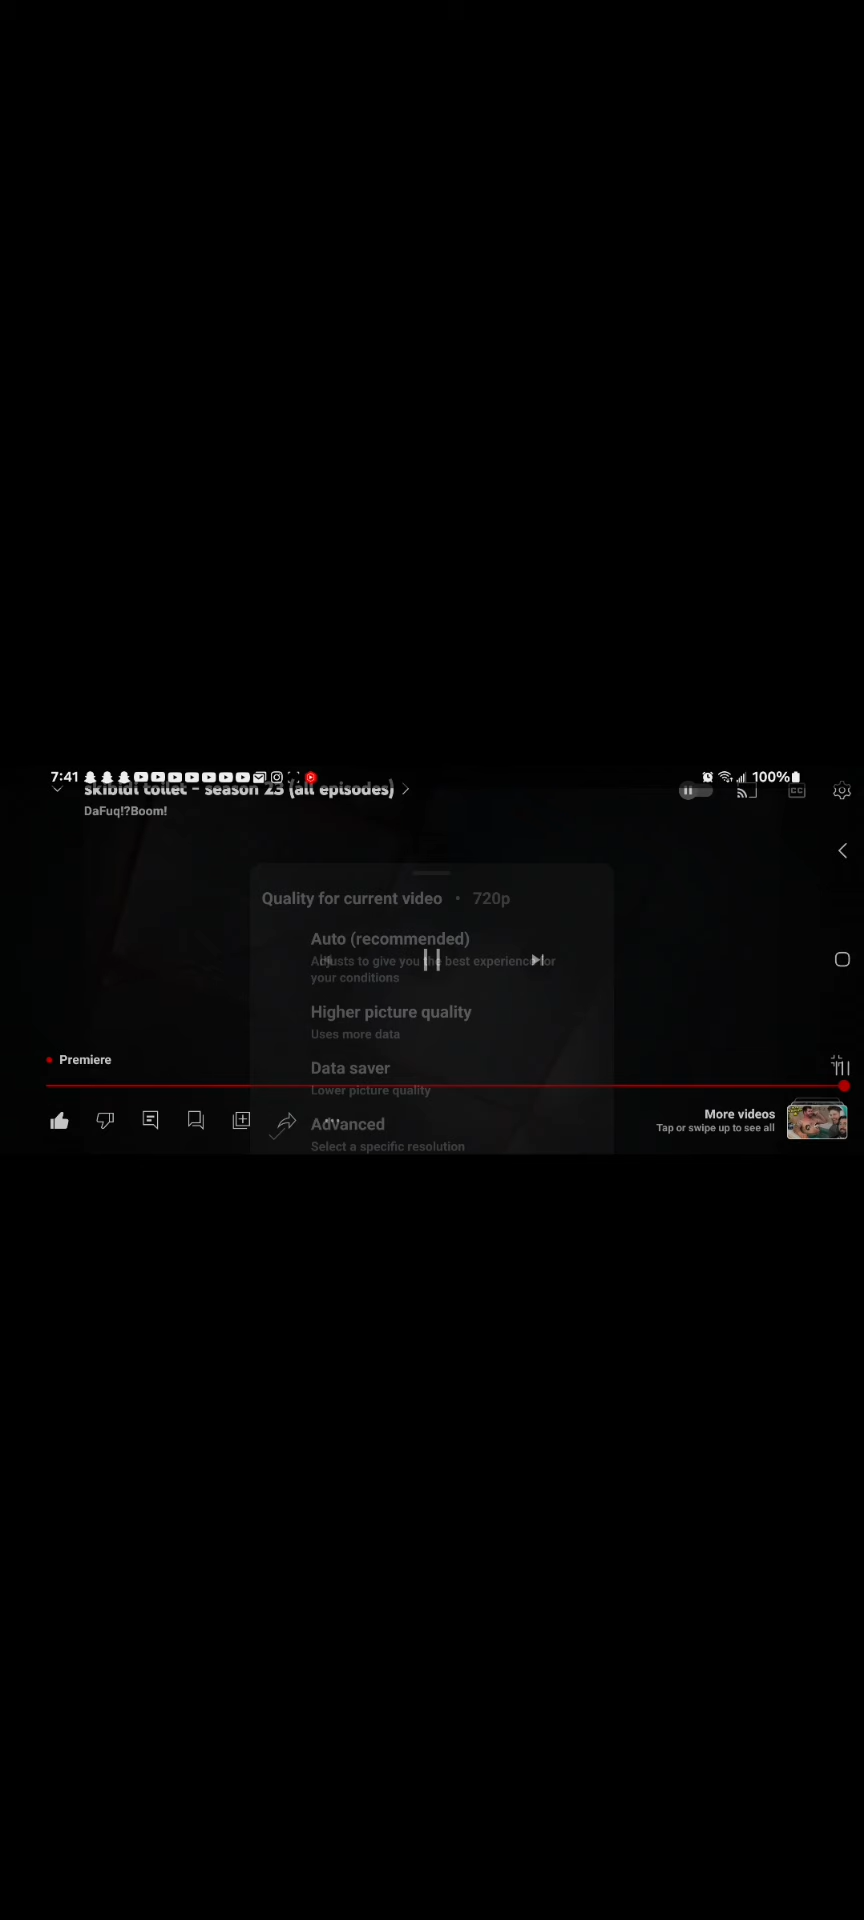 7:41
100%
skibidi toilet - season 23 (all episodes)
DaFuq!?Boom!
CC
Quality for current video • 720p
Auto (recommended)
Adjusts to give you the best experience for
your conditions
Higher picture quality
Uses more data
Premiere
Data saver
Lower picture quality
Advanced
Select a specific resolution
More videos
Tap or swipe up to see all